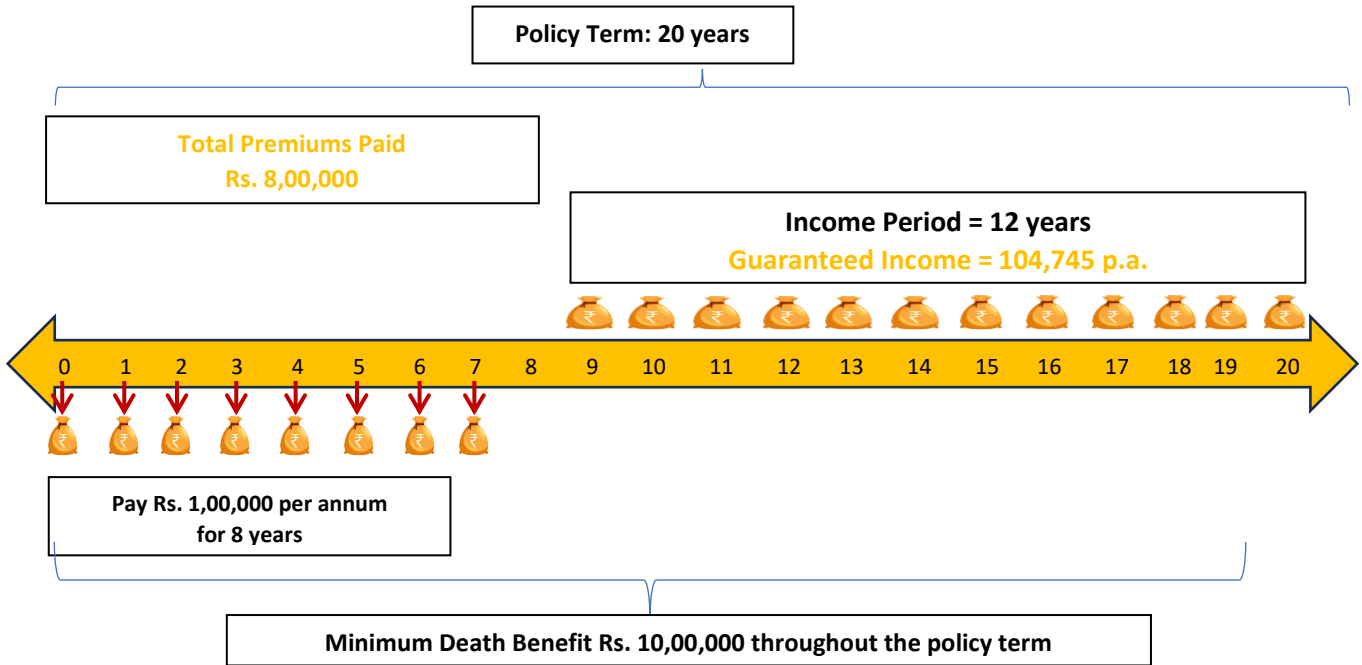 Policy Term: 20 years
Total Premiums Paid
Rs. 8,00,000
Income Period = 12 years
Guaranteed Income = 104,745 p.a.
₹ ₹ ₹ ₹ ₹ ₹ ₹ ₹ ₹ ₹ ₹ ₹
0 1 2 3 4 5 6 7 8 9 10 11 12 13 14 15 16 17 18 19 20
₹ ₹ ₹ ₹ ₹ ₹ ₹ ₹
Pay Rs. 1,00,000 per annum
for 8 years
Minimum Death Benefit Rs. 10,00,000 throughout the policy term